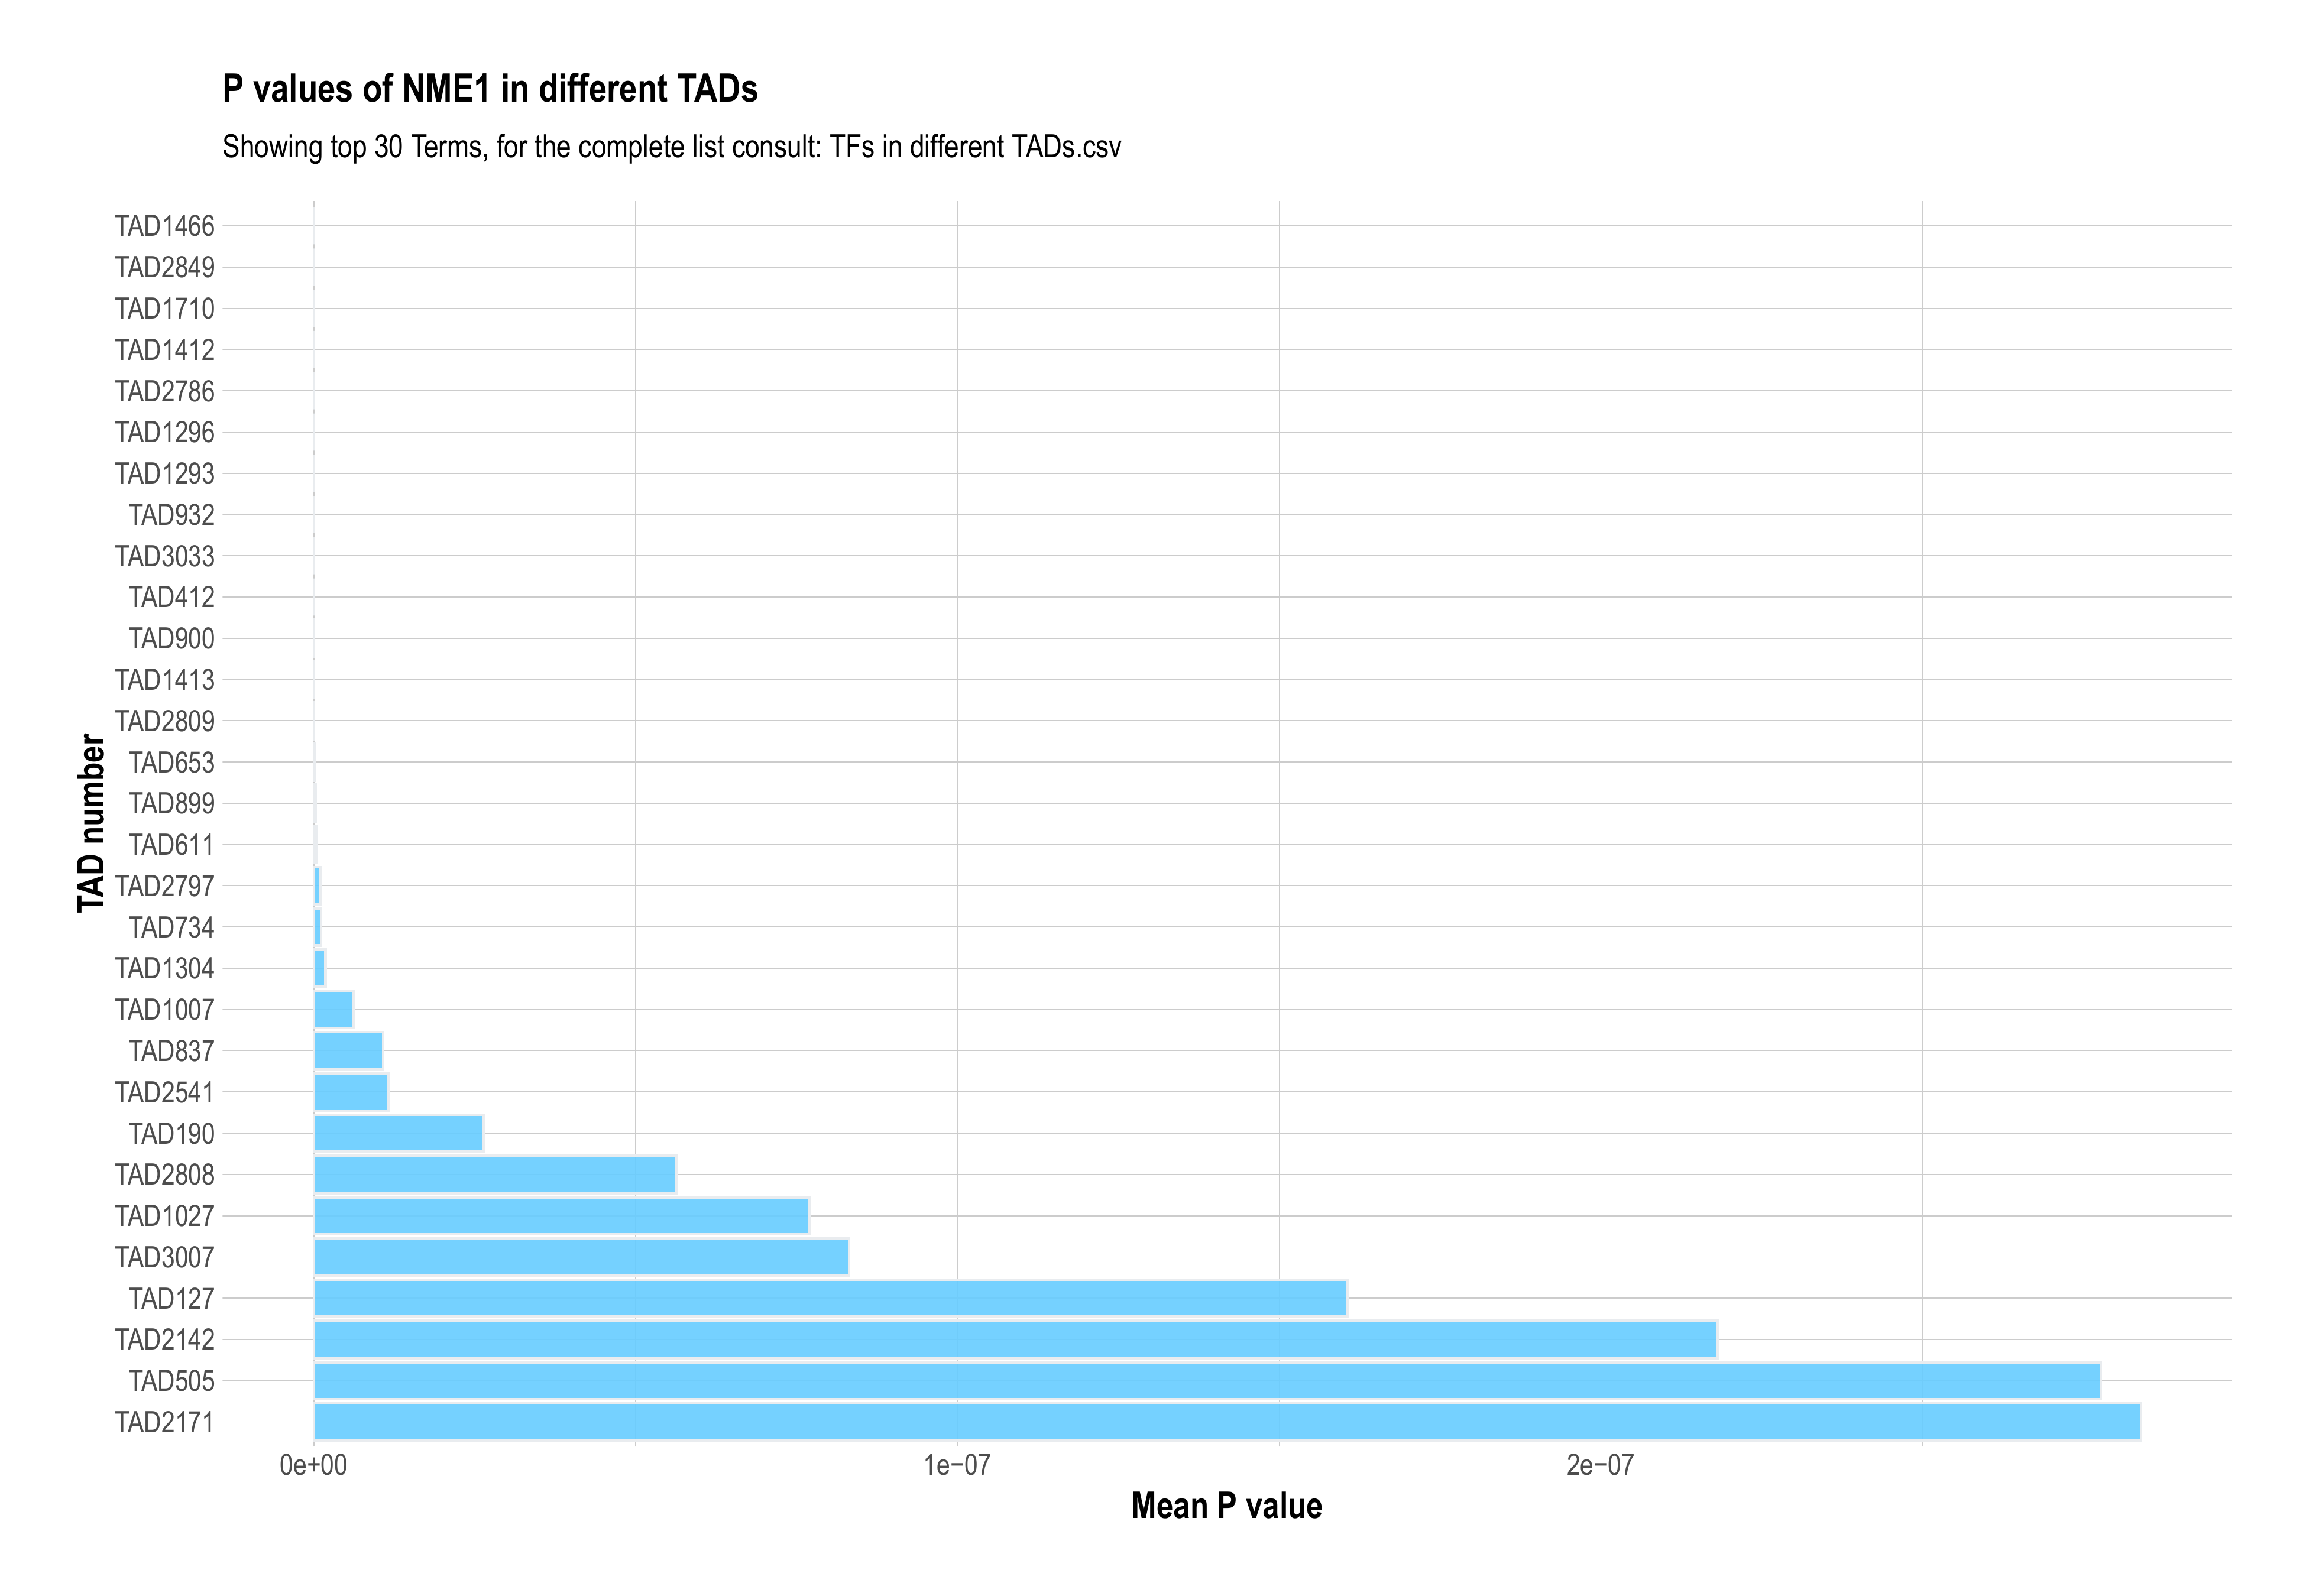 P values of NME1 in different TADs
Showing top 30 Terms, for the complete list consult: TFs in different TADs.csv
TAD number
TAD1466
TAD2849
TAD1710
TAD1412
TAD2786
TAD1296
TAD1293
TAD932
TAD3033
TAD412
TAD900
TAD1413
TAD2809
TAD653
TAD899
TAD611
TAD2797
TAD734
TAD1304
TAD1007
TAD837
TAD2541
TAD190
TAD2808
TAD1027
TAD3007
TAD127
TAD2142
TAD505
TAD2171
0e+00 1e−07 2e−07
Mean P value